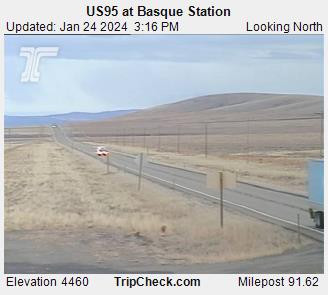 US95 at Basque Station
Updated: Jan 24 2024 3:16 PM Looking North
Elevation 4460 TripCheck.com Milepost 91.62